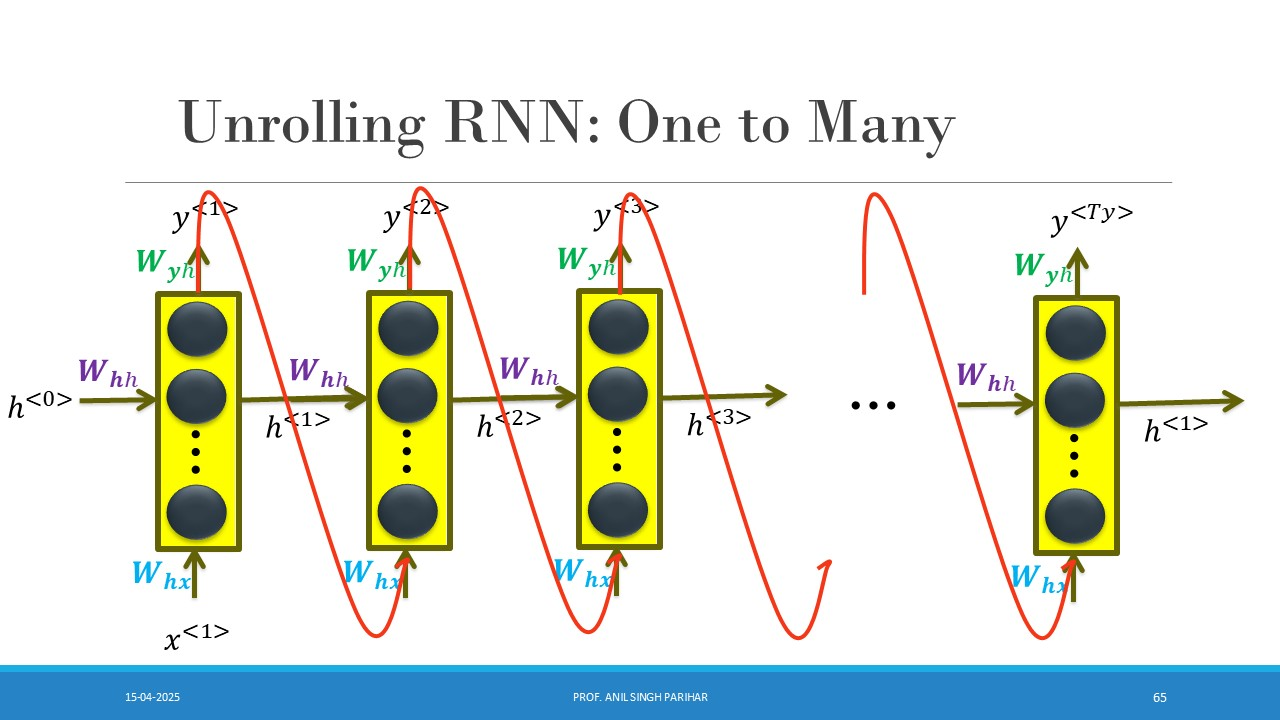 Unrolling RNN: One to Many
y<1> y<2> y<3> y<Ty>
Wyh Wyh Wyh Wyh
Whh Whh Whh Whh
h<0> h<1> h<2> h<3> ... h<1>
Whx Whx Whx Whx
x<1>
15-04-2025 PROF. ANIL SINGH PARIHAR 65